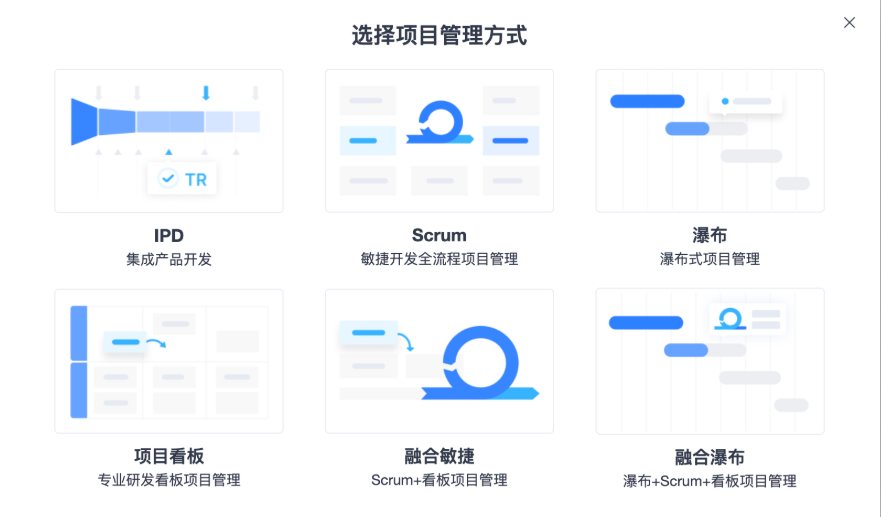 选择项目管理方式
TR
IPD
集成产品开发
Scrum
敏捷开发全流程项目管理
瀑布
瀑布式项目管理
项目看板
专业研发看板项目管理
融合敏捷
Scrum+看板项目管理
融合瀑布
瀑布+Scrum+看板项目管理